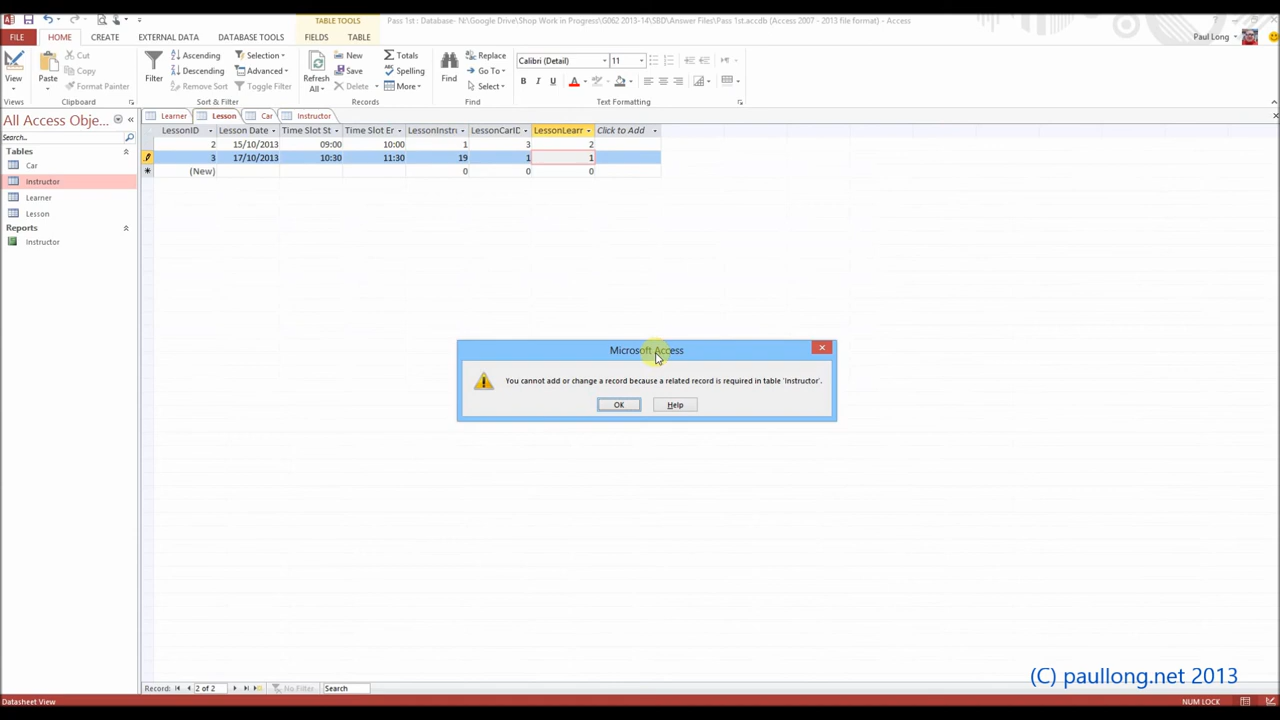 TABLE TOOLS
Pass 1st : Database- N:\Google Drive\Shop Work in Progress\G062 2013-14\SBD\Answer Files\Pass 1st.accdb (Access 2007 - 2013 file format) - Access
FILE HOME CREATE EXTERNAL DATA DATABASE TOOLS FIELDS TABLE Paul Long
View
Views
Paste
Cut
Copy
Format Painter
Clipboard
Filter
Ascending
Descending
Remove Sort
Selection
Advanced
Toggle Filter
Sort & Filter
Refresh
All
New
Save
Delete
Totals
Spelling
More
Records
Find
Replace
Go To
Select
Find
Calibri (Detail) 11
B I U A
Text Formatting
All Access Obje...
Search...
Tables
Car
Instructor
Learner
Lesson
Reports
Instructor
Learner Lesson Car Instructor
LessonID Lesson Date Time Slot St Time Slot Er LessonInstru LessonCarID LessonLearr Click to Add
2 15/10/2013 09:00 10:00 1 3 2
3 17/10/2013 10:30 11:30 19 1 1
(New) 0 0 0
Microsoft Access
You cannot add or change a record because a related record is required in table 'Instructor'.
OK Help
(C) paullong.net 2013
Record: 2 of 2 No Filter Search
Datasheet View NUM LOCK